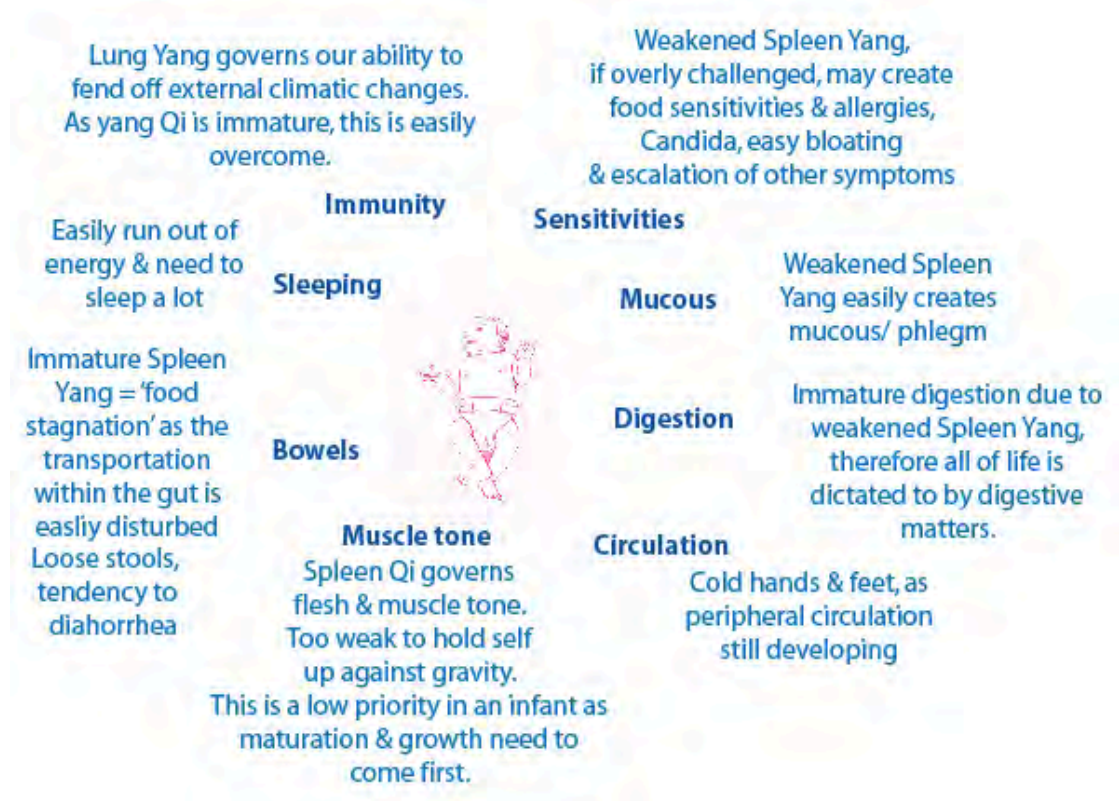 Lung Yang governs our ability to
fend off external climatic changes.
As yang Qi is immature, this is easily
overcome.
Immunity
Weakened Spleen Yang,
if overly challenged, may create
food sensitivities & allergies,
Candida, easy bloating
& escalation of other symptoms
Sensitivities
Easily run out of
energy & need to
sleep a lot
Sleeping
Mucous
Weakened Spleen
Yang easily creates
mucous/ phlegm
Immature Spleen
Yang = 'food
stagnation' as the
transportation
within the gut is
easliy disturbed
Loose stools,
tendency to
diahorrhea
Bowels
Digestion
Immature digestion due to
weakened Spleen Yang,
therefore all of life is
dictated to by digestive
matters.
Muscle tone
Spleen Qi governs
flesh & muscle tone.
Too weak to hold self
up against gravity.
This is a low priority in an infant as
maturation & growth need to
come first.
Circulation
Cold hands & feet, as
peripheral circulation
still developing